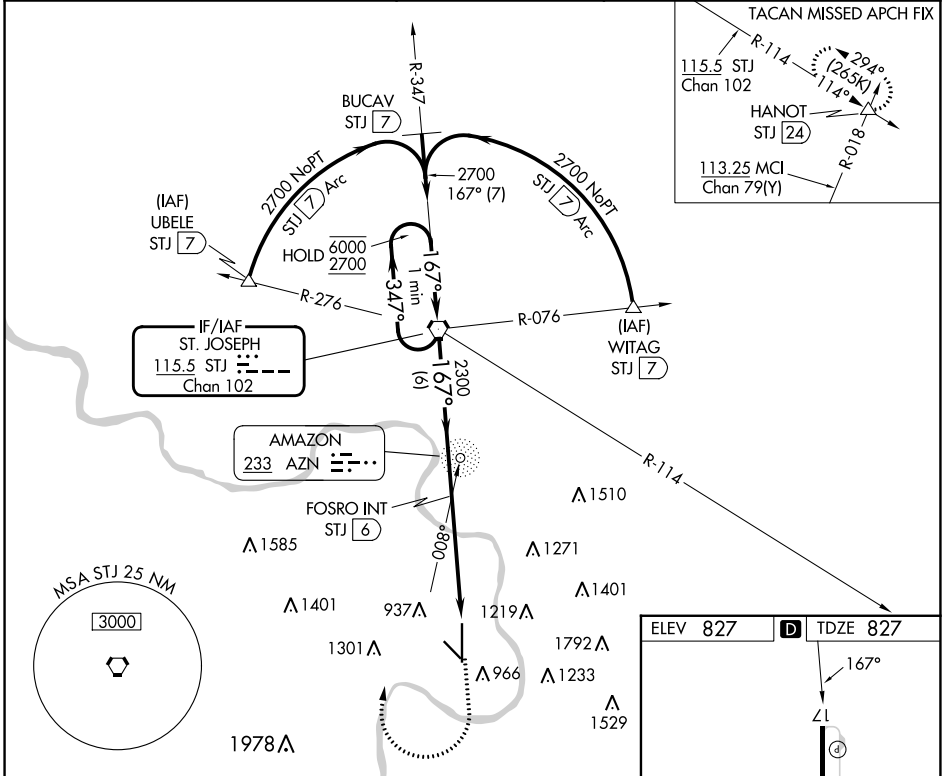 TACAN MISSED APCH FIX
R-114
115.5 STJ
Chan 102
294°
(265K)
114°
HANOT
STJ 24
R-018
113.25 MCI
Chan 79(Y)
R-347
BUCAV
STJ 7
2700 NoPT
STJ 7 Arc
2700
167° (7)
2700 NoPT
STJ 7 Arc
(IAF)
UBELE
STJ 7
HOLD 6000
2700
1 min
167°
347°
R-276
R-076
(IAF)
WITAG
STJ 7
IF/IAF
ST. JOSEPH
115.5 STJ
Chan 102
2300
(6)
167°
AMAZON
233 AZN
R-114
FOSRO INT
STJ 6
008°
1510
1585
1271
1401
937
1219
1401
1301
1792
966
1233
1529
1978
MSA STJ 25 NM
3000
ELEV 827
D
TDZE 827
167°
17
P